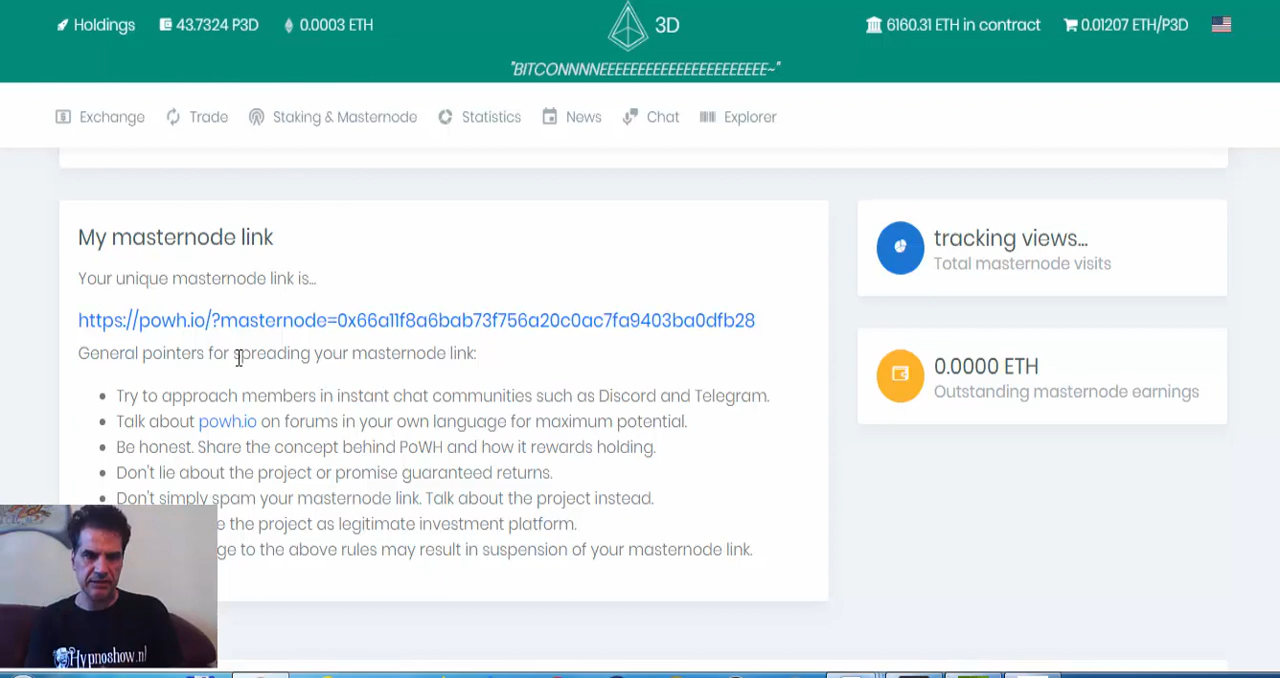 Holdings 43.7324 P3D 0.0003 ETH 3D 6160.31 ETH in contract 0.01207 ETH/P3D
"BITCONNNNEEEEEEEEEEEEEEEEEEEEEEE~"
Exchange Trade Staking & Masternode Statistics News Chat Explorer
My masternode link
Your unique masternode link is...
https://powh.io/?masternode=0x66a11f8a6bab73f756a20c0ac7fa9403ba0dfb28
General pointers for spreading your masternode link:
Try to approach members in instant chat communities such as Discord and Telegram.
Talk about powh.io on forums in your own language for maximum potential.
Be honest. Share the concept behind PoWH and how it rewards holding.
Don't lie about the project or promise guaranteed returns.
Don't simply spam your masternode link. Talk about the project instead.
the project as legitimate investment platform.
to the above rules may result in suspension of your masternode link.
tracking views...
Total masternode visits
0.0000 ETH
Outstanding masternode earnings
Hypnoshow.nl